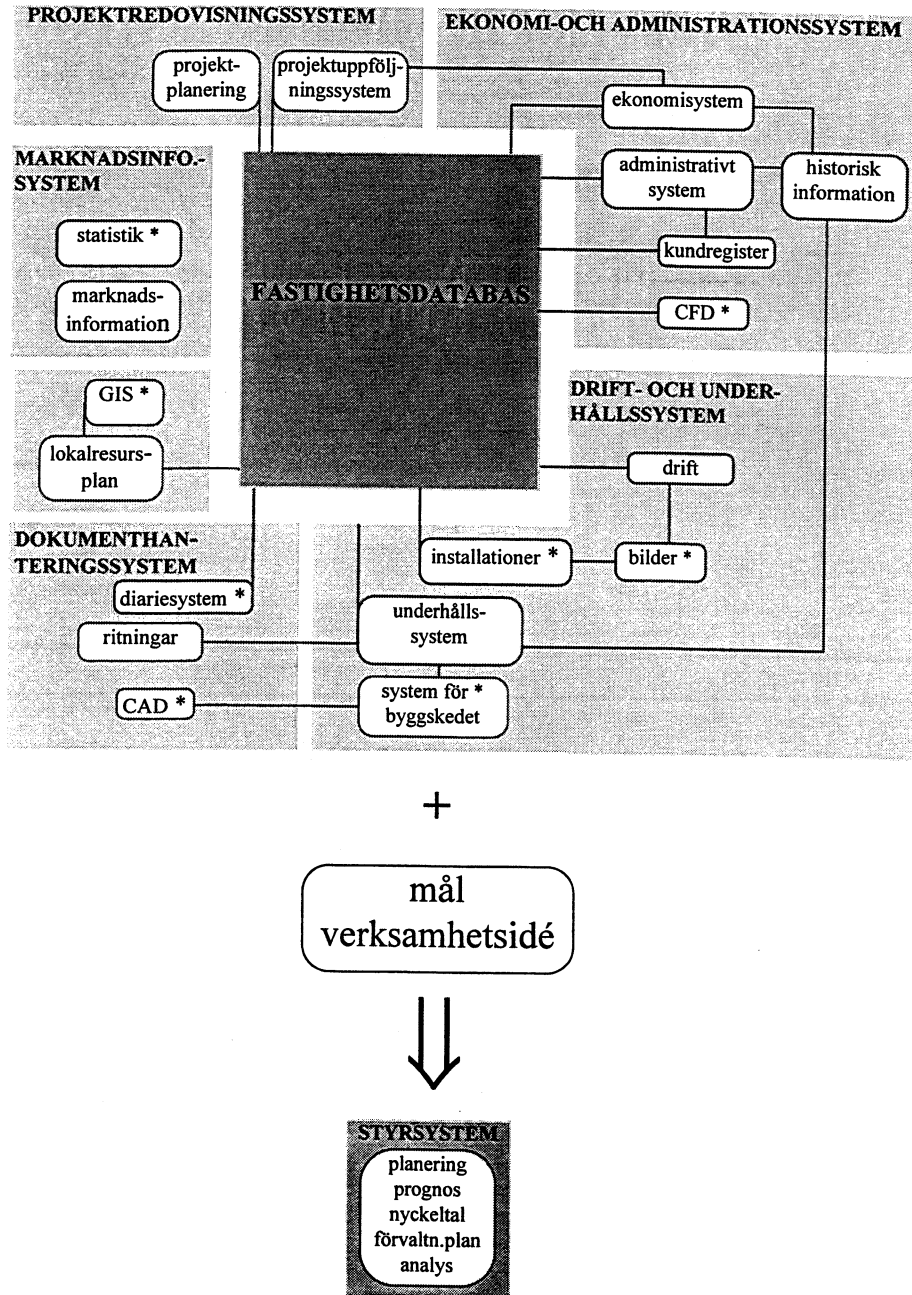 PROJEKTREDOVISNINGSSYSTEM
projekt-
planering
projektuppfölj-
ningssystem
EKONOMI-OCH ADMINISTRATIONSSYSTEM
ekonomisystem
administrativt
system
historisk
information
kundregister
CFD *
MARKNADSINFO.-
SYSTEM
statistik *
marknads-
information
FASTIGHETSDATABAS
GIS *
lokalresurs-
plan
DRIFT- OCH UNDER-
HÅLLSSYSTEM
drift
installationer *
bilder *
underhålls-
system
system för *
byggskedet
DOKUMENTHAN-
TERINGSSYSTEM
diariesystem *
ritningar
CAD *
+
mål
verksamhetsidé
STYRSYSTEM
planering
prognos
nyckeltal
förvaltn.plan
analys